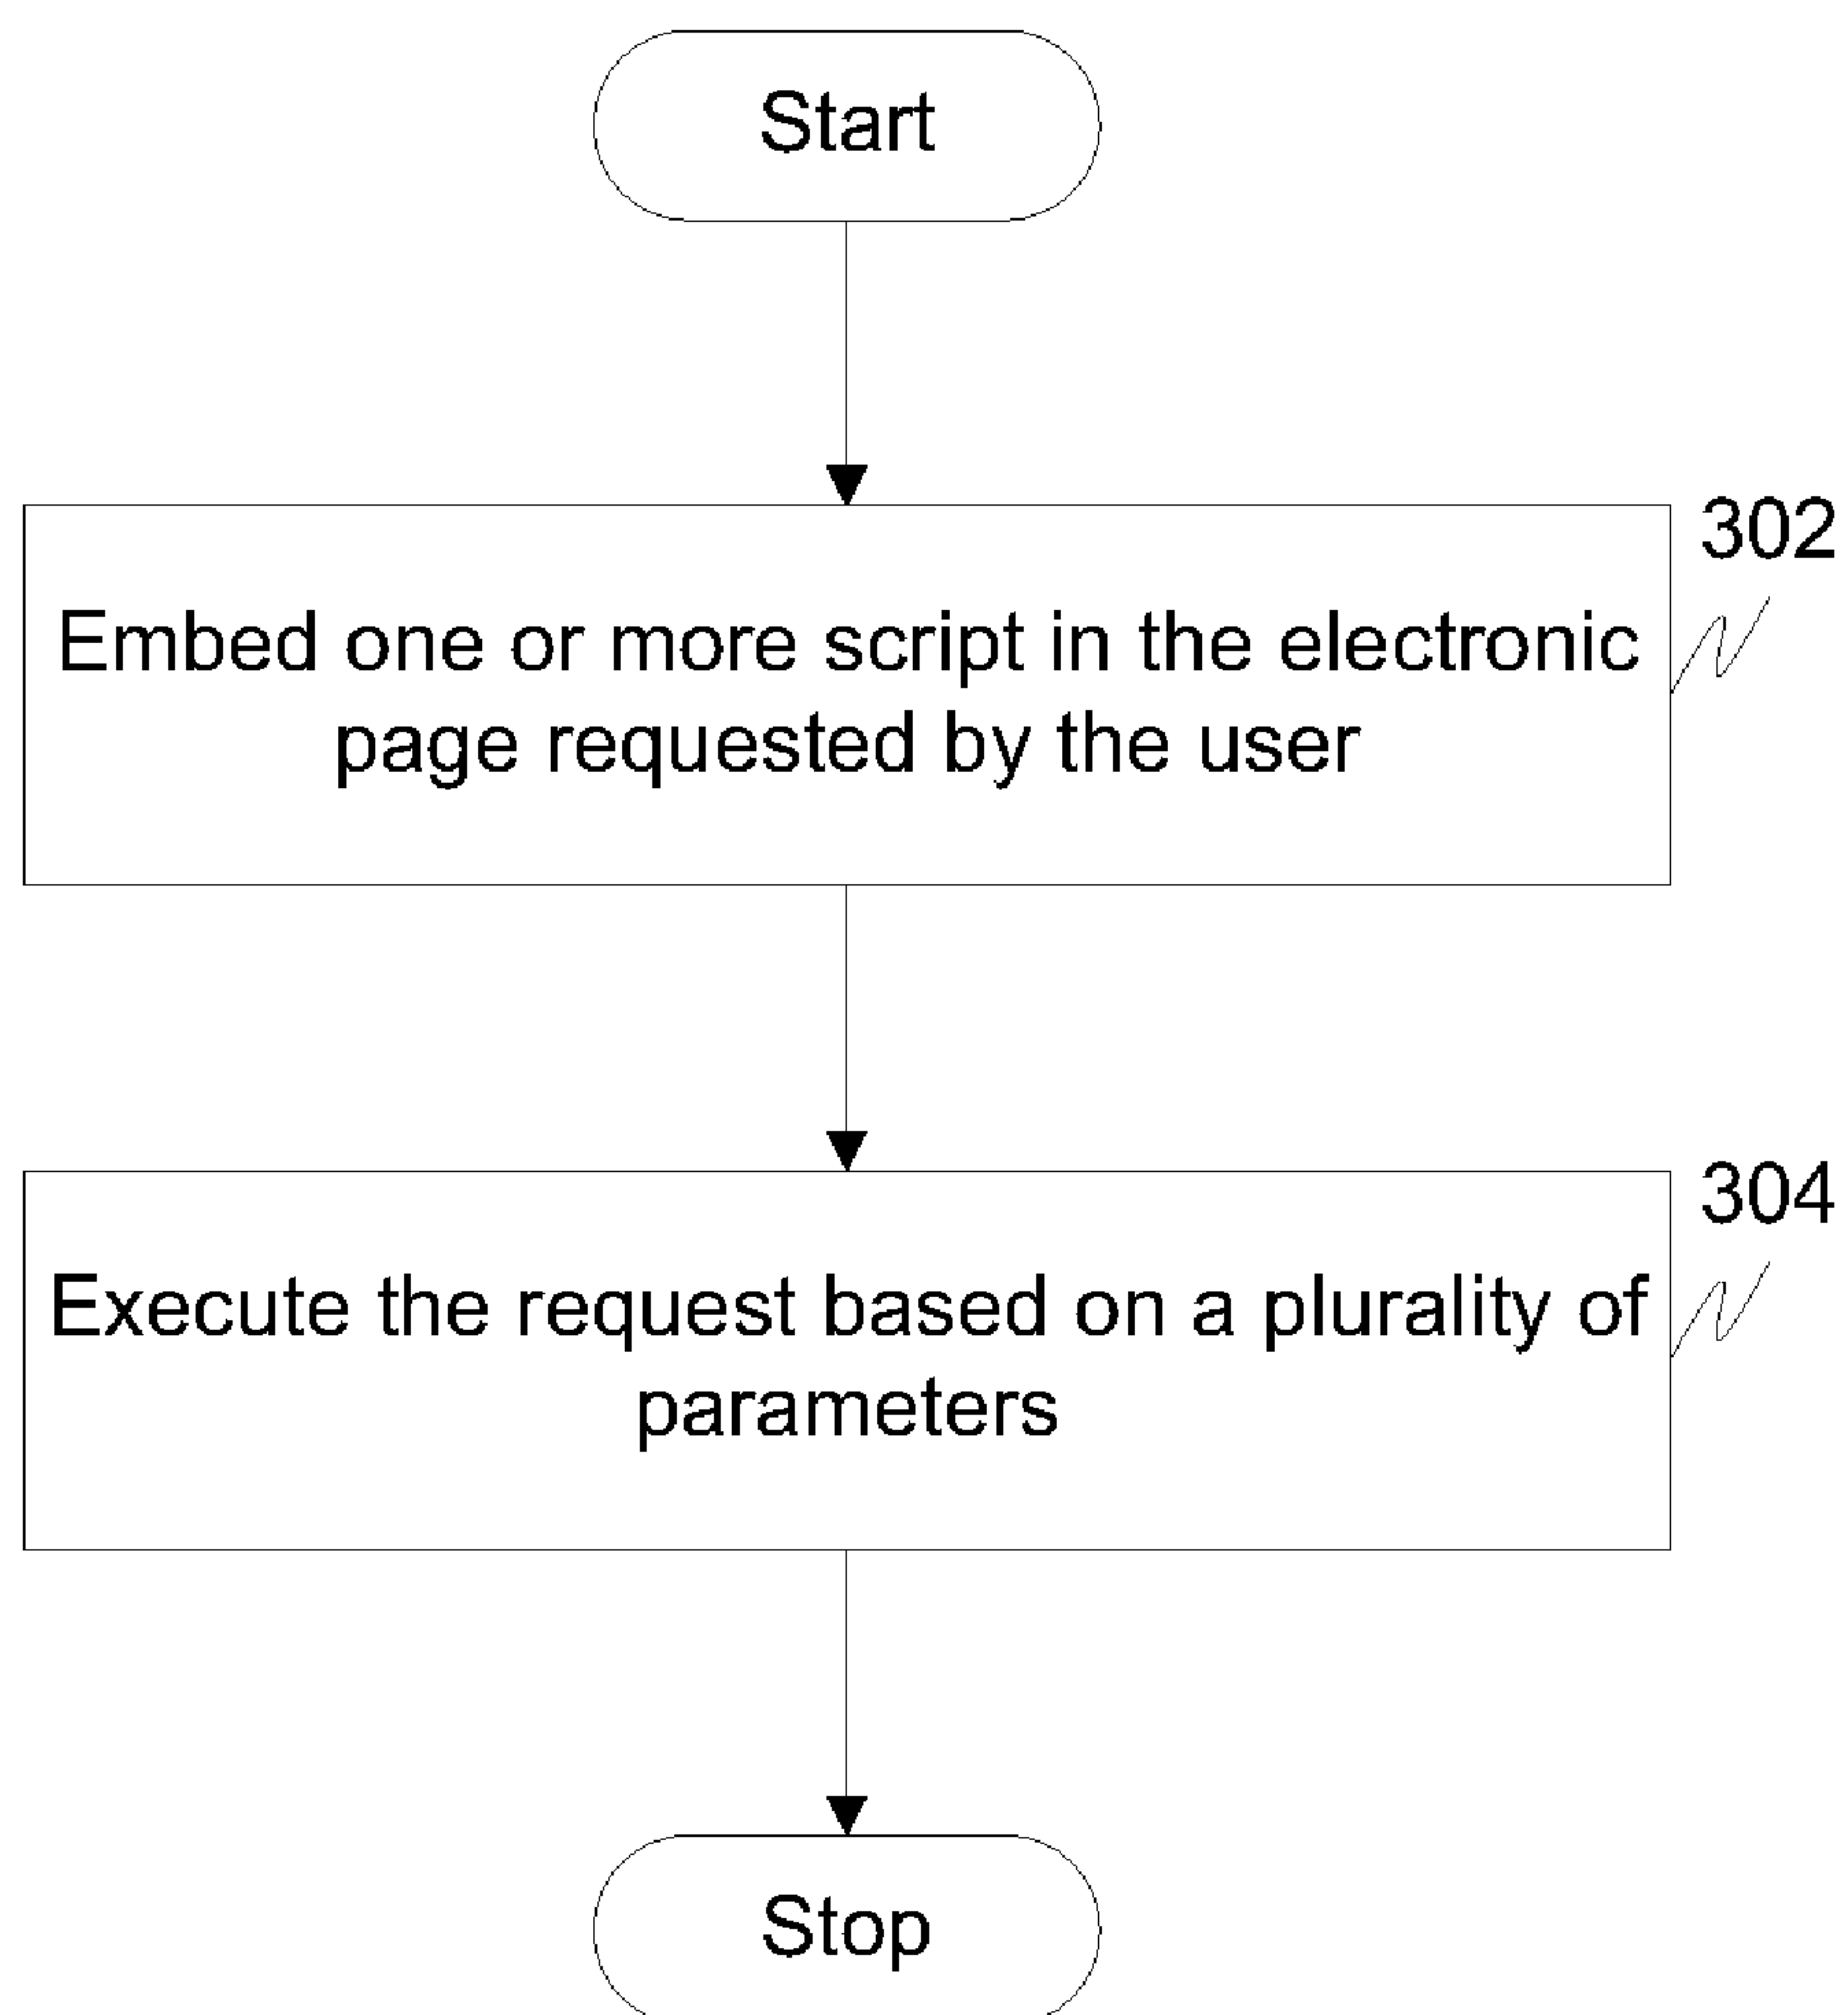 Start
302
Embed one or more script in the electronic
page requested by the user
304
Execute the request based on a plurality of
parameters
Stop